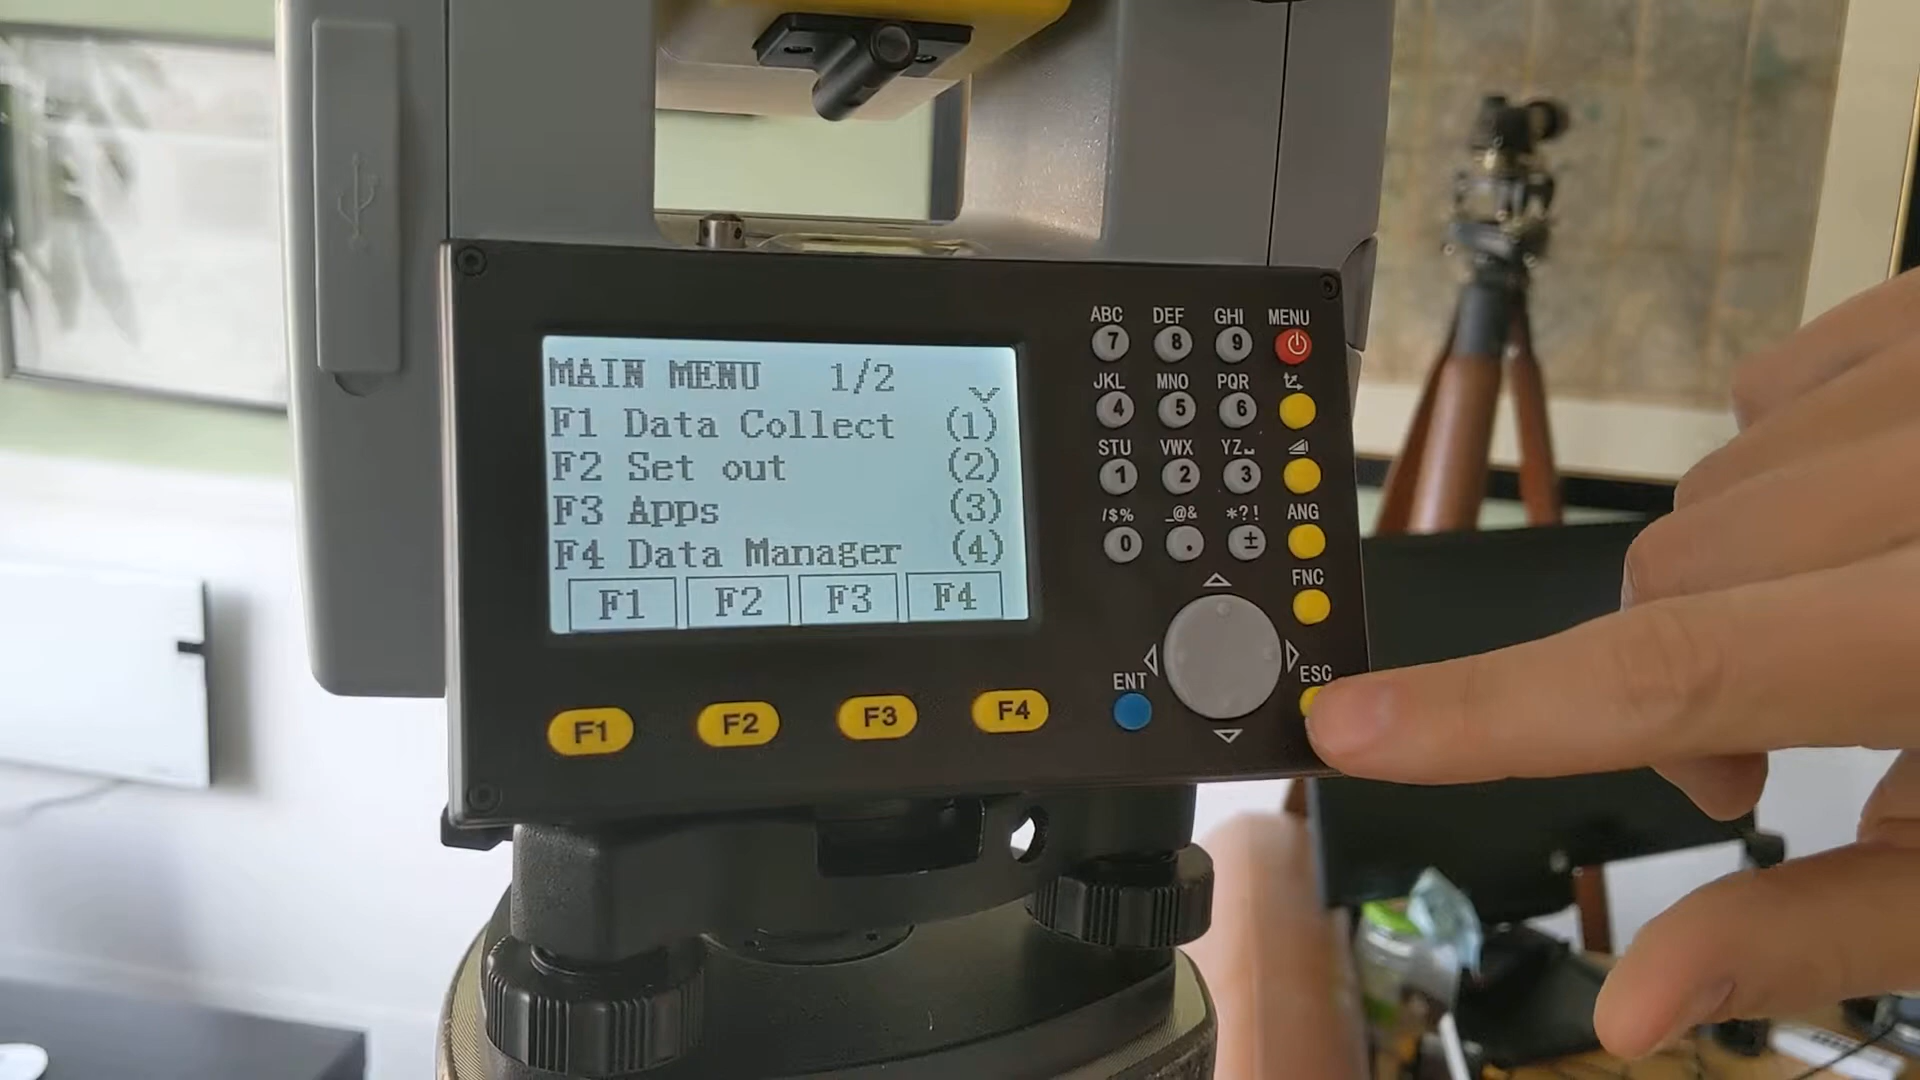 MAIN MENU 1/2
F1 Data Collect (1)
F2 Set out (2)
F3 Apps (3)
F4 Data Manager (4)
F1 F2 F3 F4
F1 F2 F3 F4
ABC DEF GHI MENU
7 8 9
JKL MNO PQR
4 5 6
STU VWX YZ␣
1 2 3
/$% _@& *?! ANG
0 . ±
FNC
ENT ESC